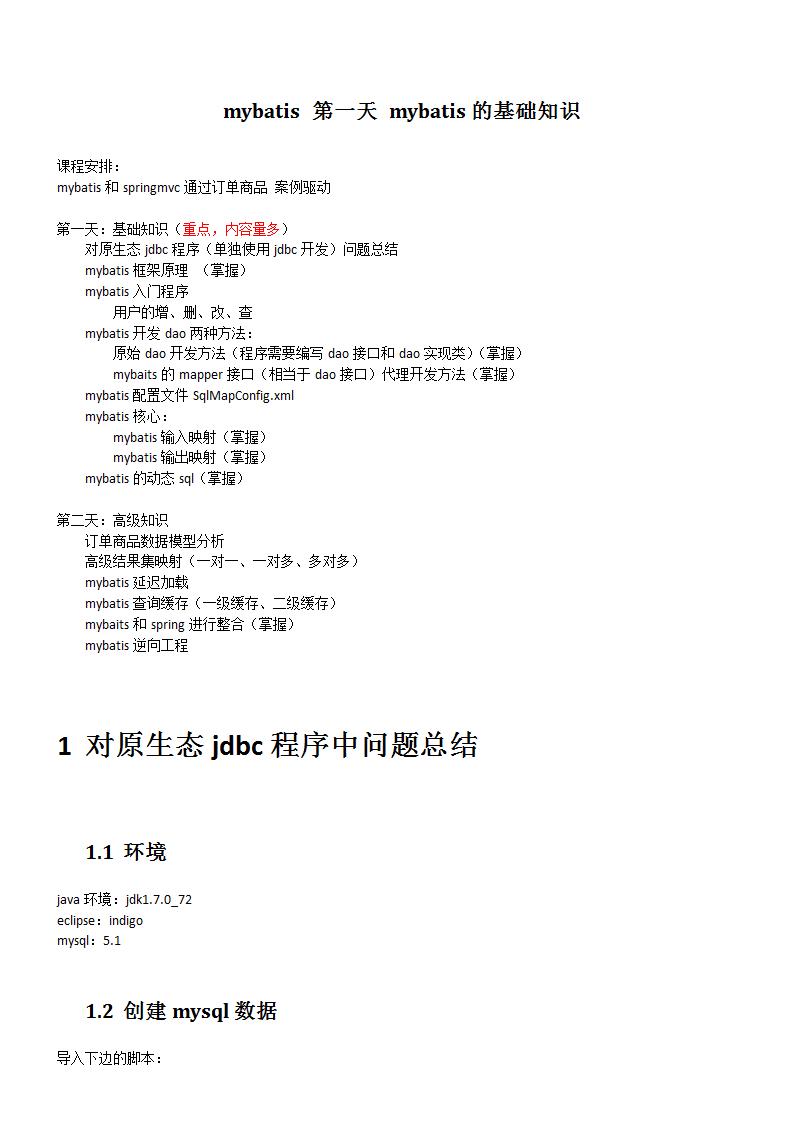 mybatis 第一天 mybatis 的基础知识
课程安排：
mybatis 和 springmvc 通过订单商品 案例驱动
第一天：基础知识（重点，内容量多）
对原生态 jdbc 程序（单独使用 jdbc 开发）问题总结
mybatis 框架原理 （掌握）
mybatis 入门程序
用户的增、删、改、查
mybatis 开发 dao 两种方法：
原始 dao 开发方法（程序需要编写 dao 接口和 dao 实现类）（掌握）
mybaits 的 mapper 接口（相当于 dao 接口）代理开发方法（掌握）
mybatis 配置文件 SqlMapConfig.xml
mybatis 核心：
mybatis 输入映射（掌握）
mybatis 输出映射（掌握）
mybatis 的动态 sql（掌握）
第二天：高级知识
订单商品数据模型分析
高级结果集映射（一对一、一对多、多对多）
mybatis 延迟加载
mybatis 查询缓存（一级缓存、二级缓存）
mybaits 和 spring 进行整合（掌握）
mybatis 逆向工程
1 对原生态 jdbc 程序中问题总结
1.1 环境
java 环境：jdk1.7.0_72
eclipse：indigo
mysql：5.1
1.2 创建 mysql 数据
导入下边的脚本：